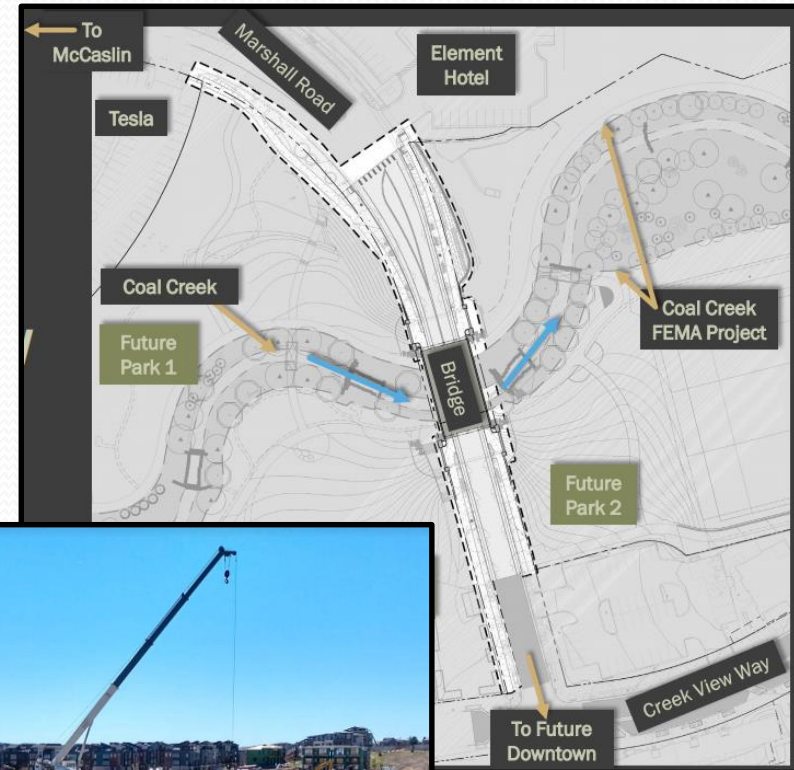 To
McCaslin
Marshall Road
Element
Hotel
Tesla
Coal Creek
Future
Park 1
Bridge
Coal Creek
FEMA Project
Future
Park 2
Creek View Way
To Future
Downtown